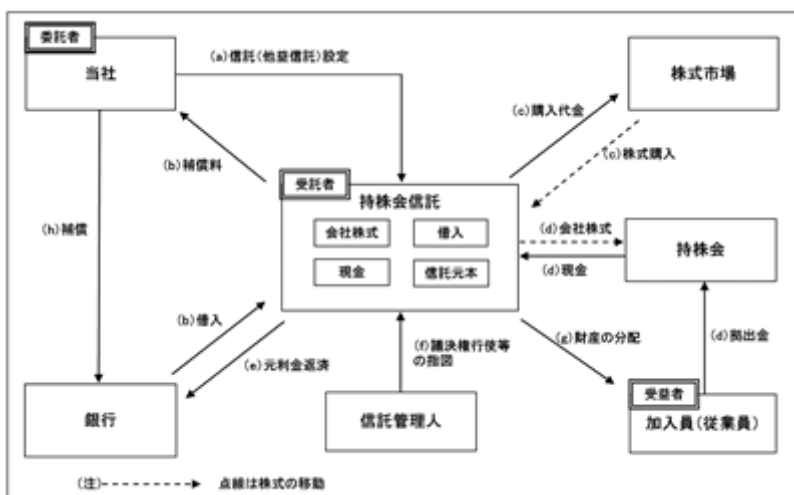 委託者
当社
(a)信託(他益信託)設定
株式市場
(c)購入代金
(c)株式購入
(b)補償料
受託者
持株会信託
会社株式
借入
現金
信託元本
(d)会社株式
(d)現金
持株会
(h)補償
(b)借入
(e)元利金返済
(f)議決権行使等
の指図
(g)財産の分配
(d)拠出金
銀行
信託管理人
受益者
加入員(従業員)
(注)
点線は株式の移動